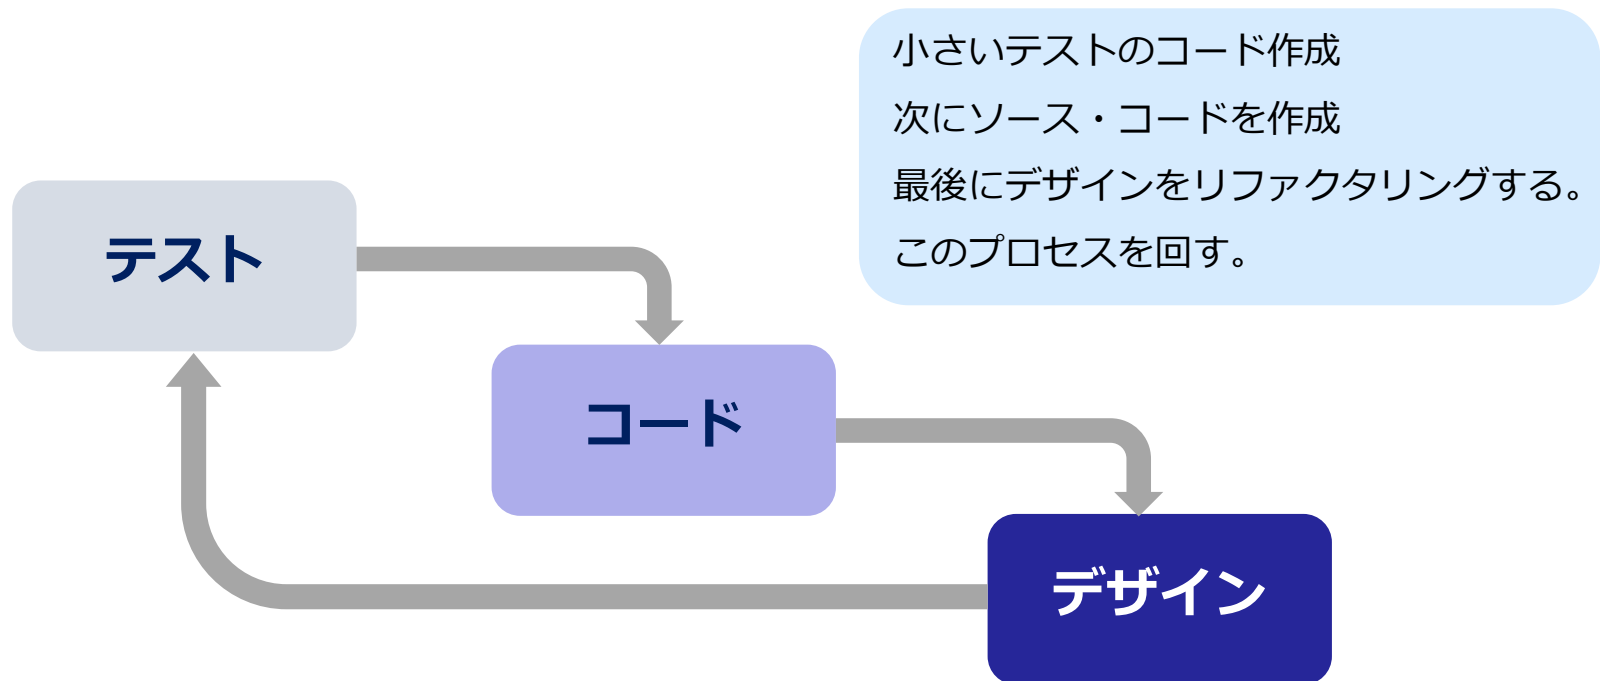 小さいテストのコード作成
次にソース・コードを作成
最後にデザインをリファクタリングする。
このプロセスを回す。
テスト
コード
デザイン